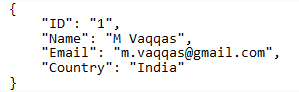 {
    "ID": "1",
    "Name": "M Vaqqas",
    "Email": "m.vaqqas@gmail.com",
    "Country": "India"
}